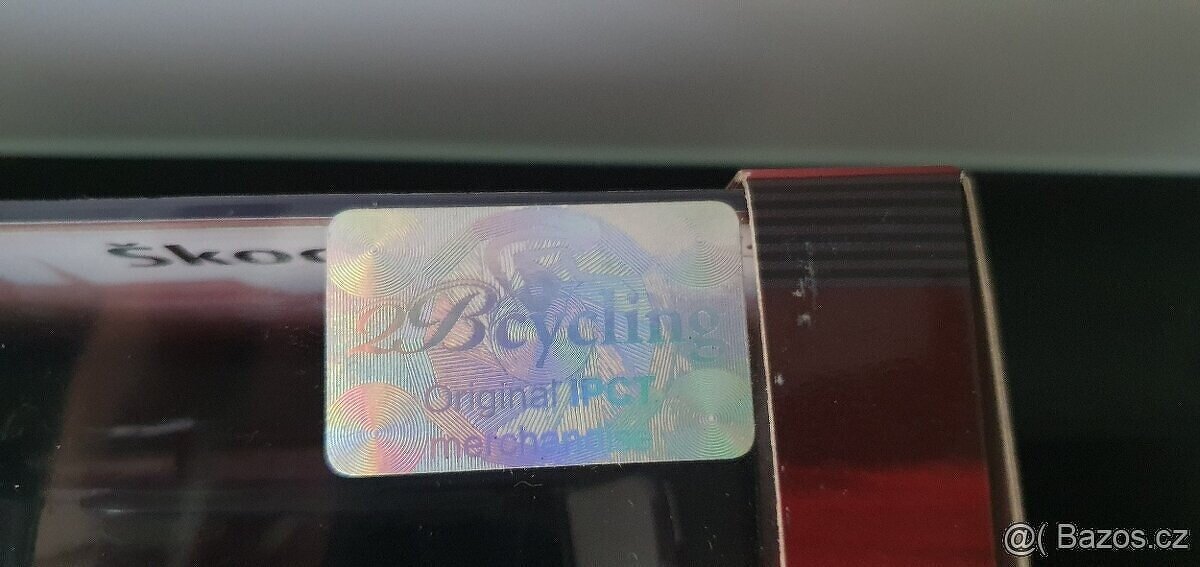 Škod
2Bcycling
Original IPCT
merchandise
@( Bazos.cz